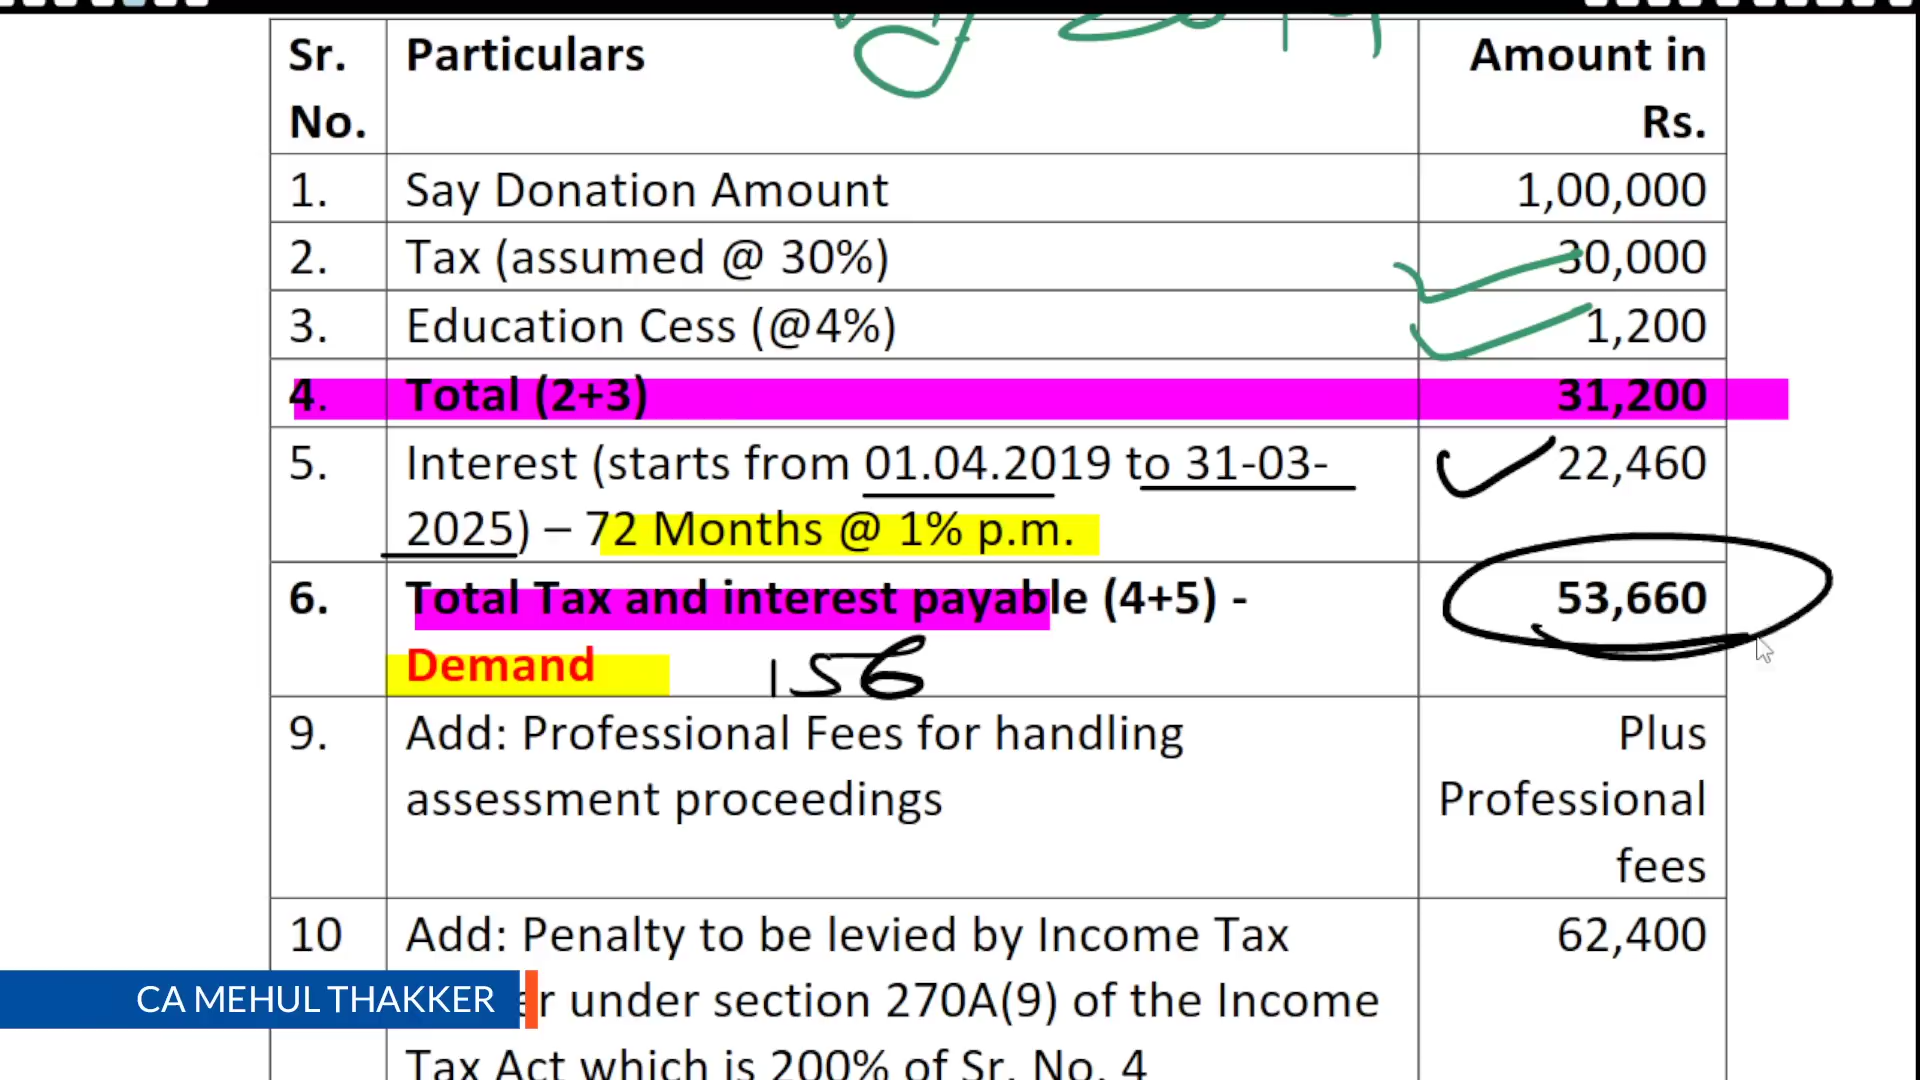 Sr. No.
Particulars
Amount in Rs.
1. Say Donation Amount 1,00,000
2. Tax (assumed @ 30%) 30,000
3. Education Cess (@4%) 1,200
4. Total (2+3) 31,200
5. Interest (starts from 01.04.2019 to 31-03- 22,460
2025) – 72 Months @ 1% p.m.
6. Total Tax and interest payable (4+5) - 53,660
Demand 156
9. Add: Professional Fees for handling Plus
assessment proceedings Professional
fees
10 Add: Penalty to be levied by Income Tax 62,400
er under section 270A(9) of the Income
Tax Act which is 200% of Sr. No. 4
CA MEHUL THAKKER